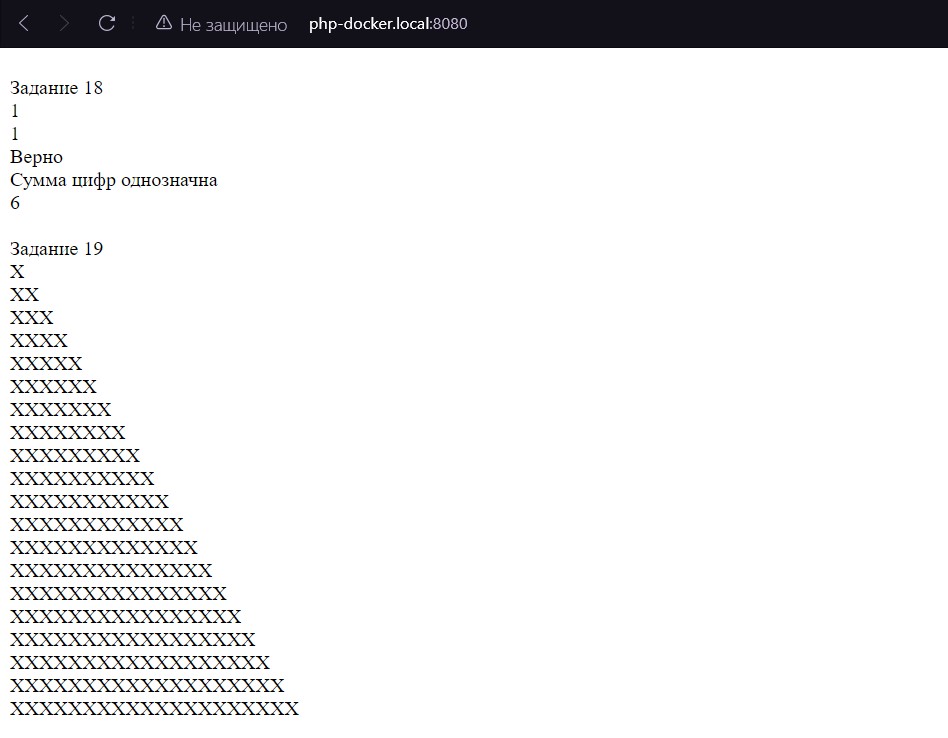 Не защищено php-docker.local:8080
Задание 18
1
1
Верно
Сумма цифр однозначна
6
Задание 19
X
XX
XXX
XXXX
XXXXX
XXXXXX
XXXXXXX
XXXXXXXX
XXXXXXXXX
XXXXXXXXXX
XXXXXXXXXXX
XXXXXXXXXXXX
XXXXXXXXXXXXX
XXXXXXXXXXXXXX
XXXXXXXXXXXXXXX
XXXXXXXXXXXXXXXX
XXXXXXXXXXXXXXXXX
XXXXXXXXXXXXXXXXXX
XXXXXXXXXXXXXXXXXXX
XXXXXXXXXXXXXXXXXXXX